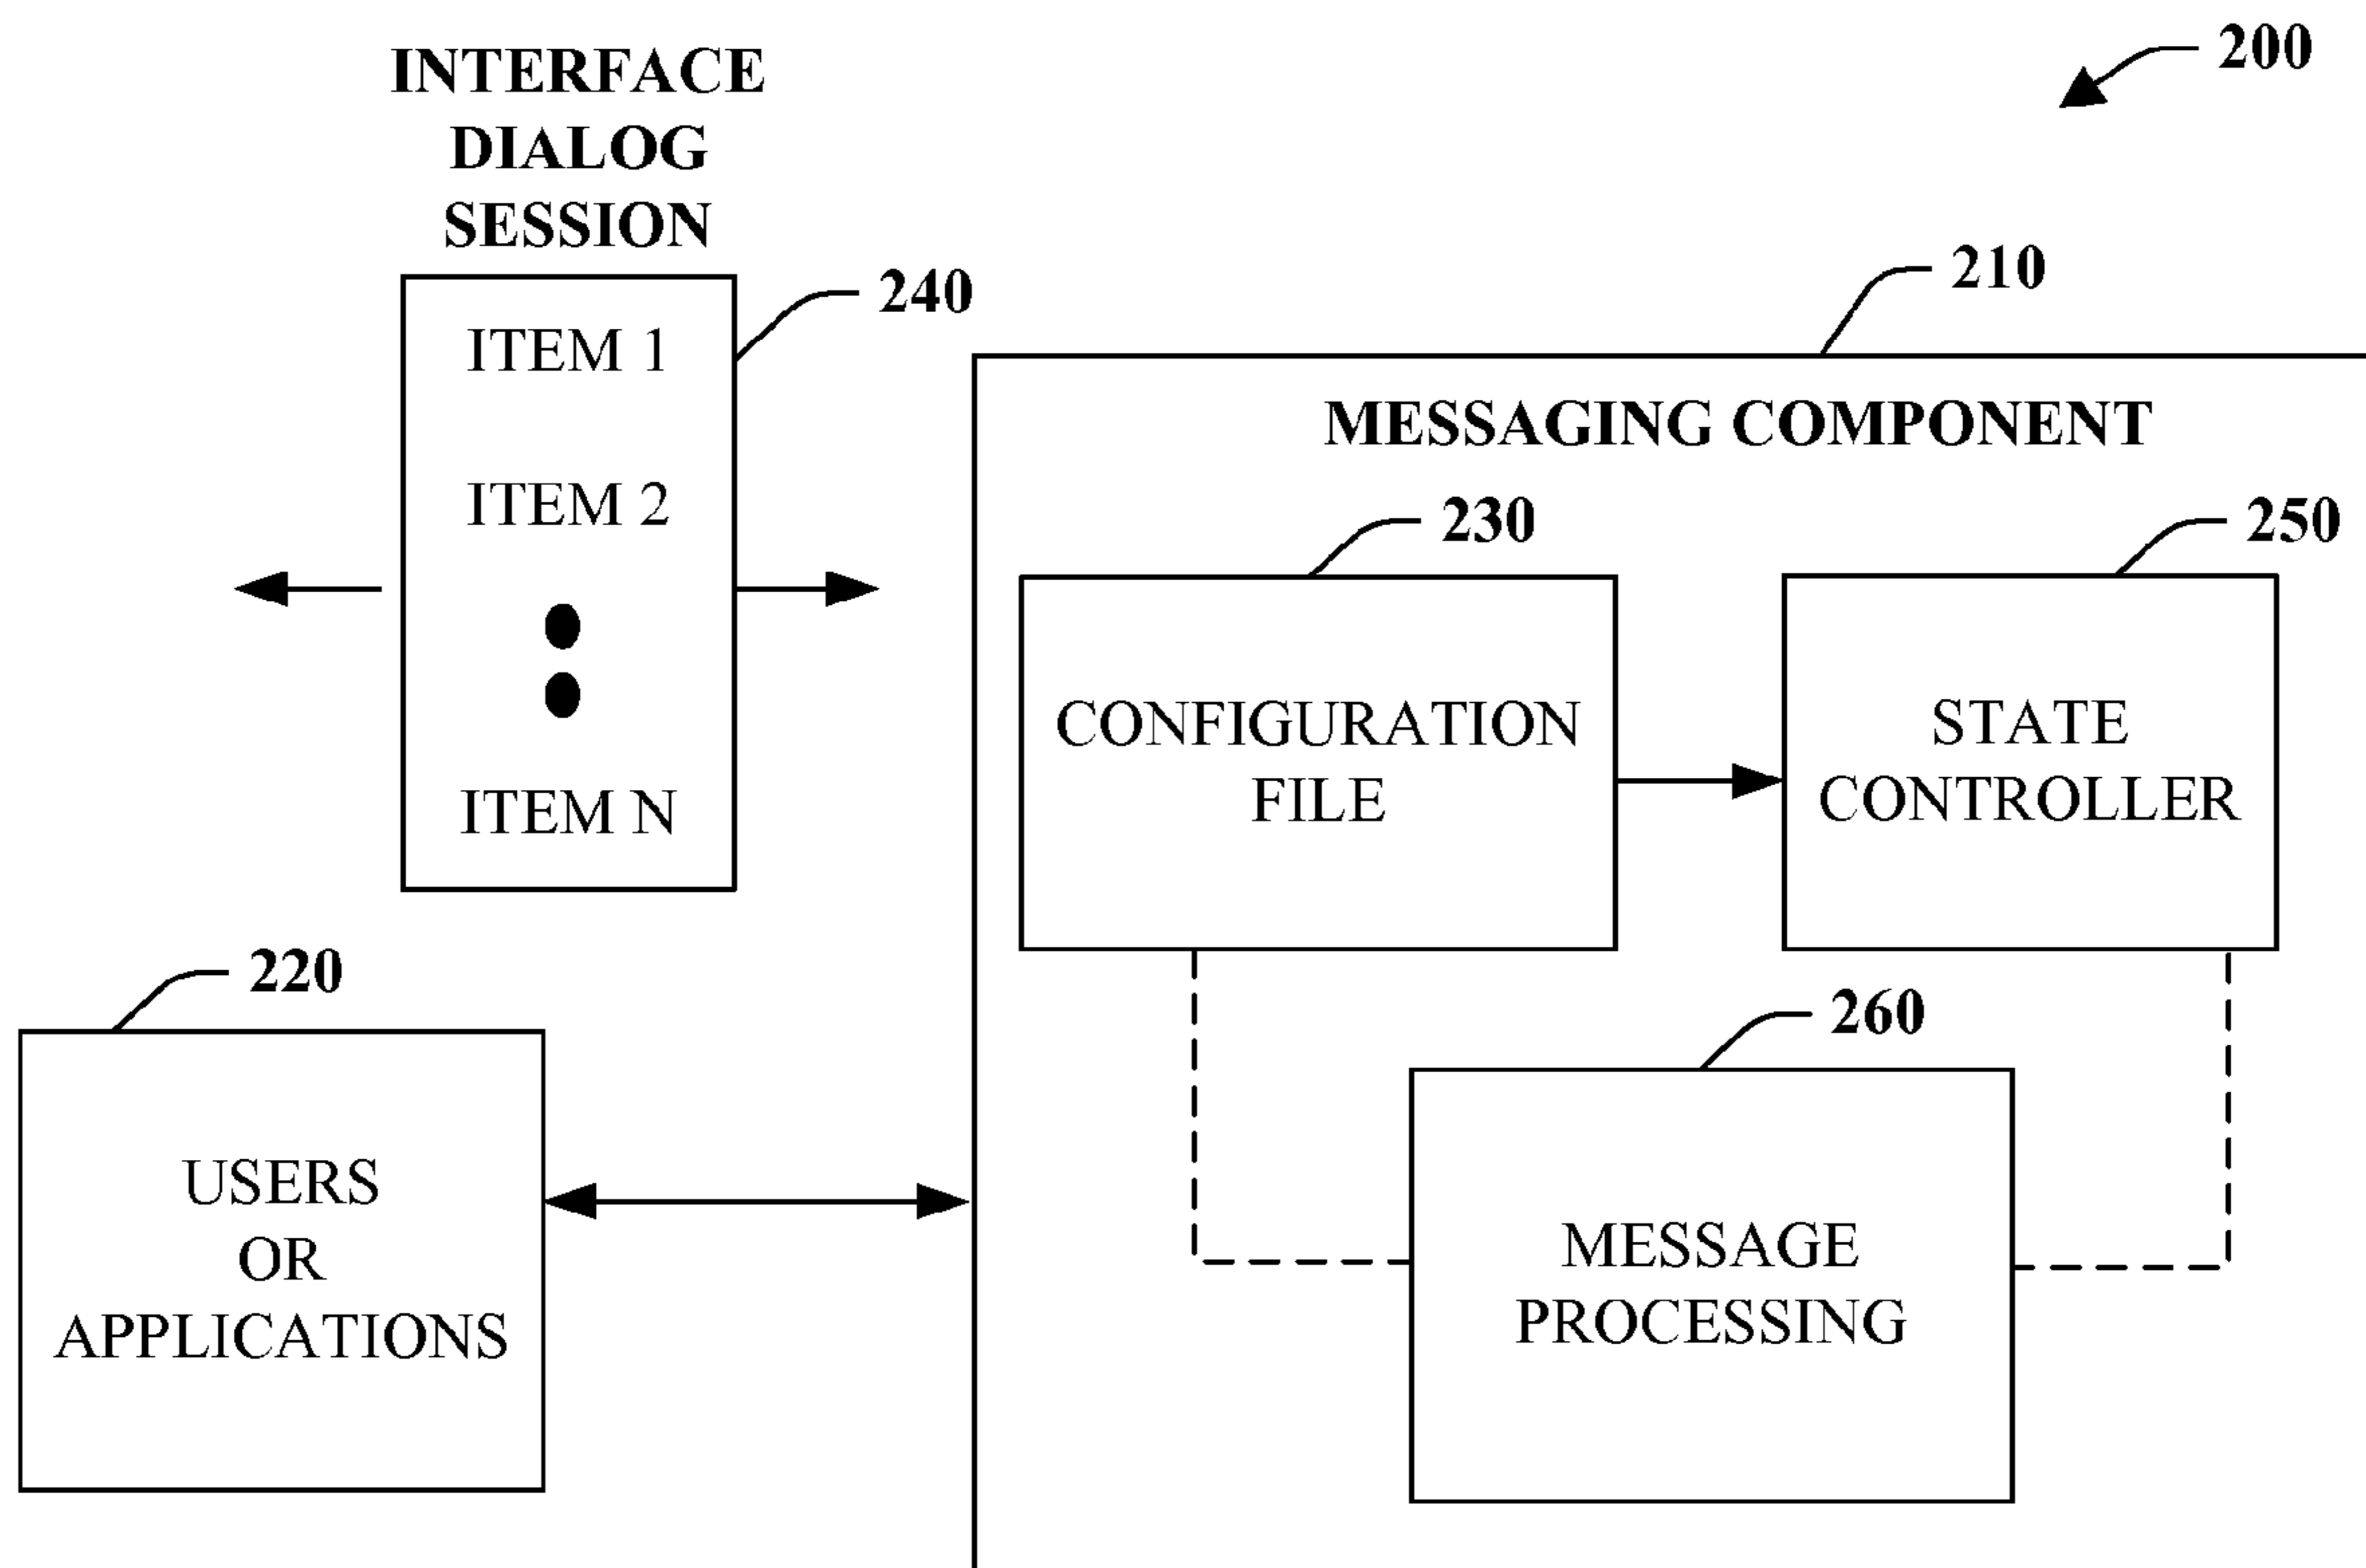 200
INTERFACE
DIALOG
SESSION
240
ITEM 1
ITEM 2
ITEM N
210
MESSAGING COMPONENT
230
CONFIGURATION
FILE
250
STATE
CONTROLLER
220
USERS
OR
APPLICATIONS
260
MESSAGE
PROCESSING